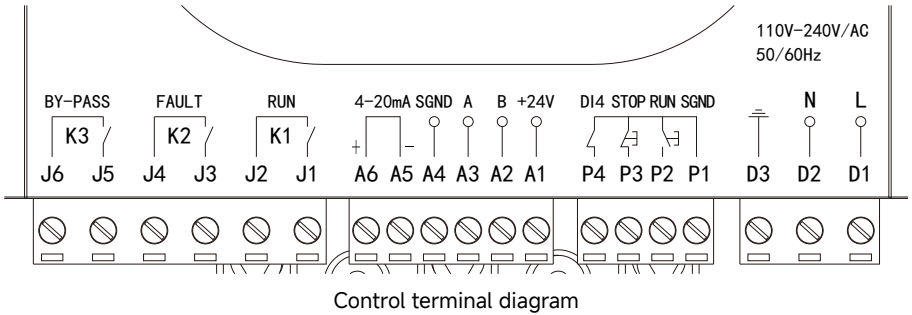 110V-240V/AC
50/60Hz
BY-PASS FAULT RUN 4-20mA SGND A B +24V DI4 STOP RUN SGND N L
K3 K2 K1
+ -
J6 J5 J4 J3 J2 J1 A6 A5 A4 A3 A2 A1 P4 P3 P2 P1 D3 D2 D1
Control terminal diagram